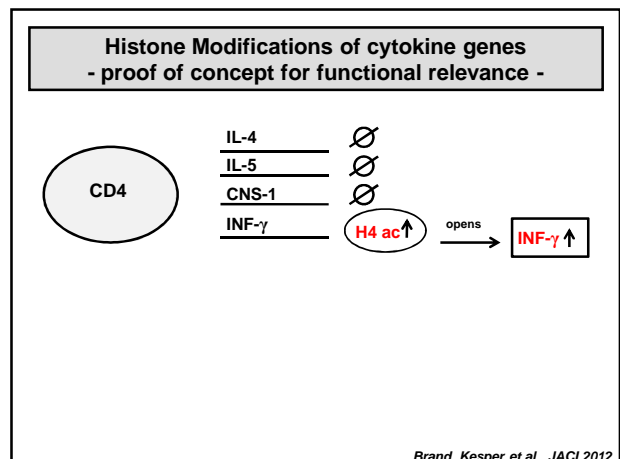 Histone Modifications of cytokine genes
- proof of concept for functional relevance -
CD4
IL-4 Ø
IL-5 Ø
CNS-1 Ø
INF-γ H4 ac↑ opens INF-γ ↑
Brand, Kesper et al., JACI 2012